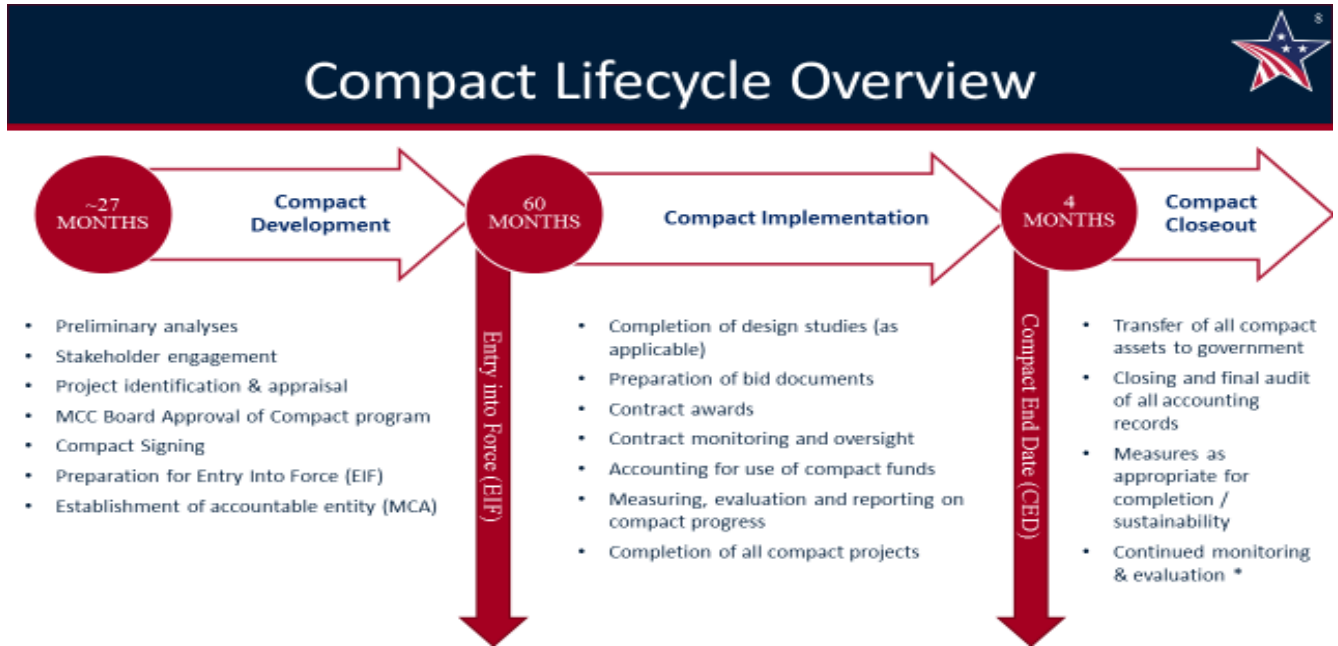 8
Compact Lifecycle Overview
~27
MONTHS
Compact
Development
60
MONTHS
Compact Implementation
4
MONTHS
Compact
Closeout
• Preliminary analyses
• Stakeholder engagement
• Project identification & appraisal
• MCC Board Approval of Compact program
• Compact Signing
• Preparation for Entry Into Force (EIF)
• Establishment of accountable entity (MCA)
Entry into Force (EIF)
• Completion of design studies (as
applicable)
• Preparation of bid documents
• Contract awards
• Contract monitoring and oversight
• Accounting for use of compact funds
• Measuring, evaluation and reporting on
compact progress
• Completion of all compact projects
Compact End Date (CED)
• Transfer of all compact
assets to government
• Closing and final audit
of all accounting
records
• Measures as
appropriate for
completion /
sustainability
• Continued monitoring
& evaluation *